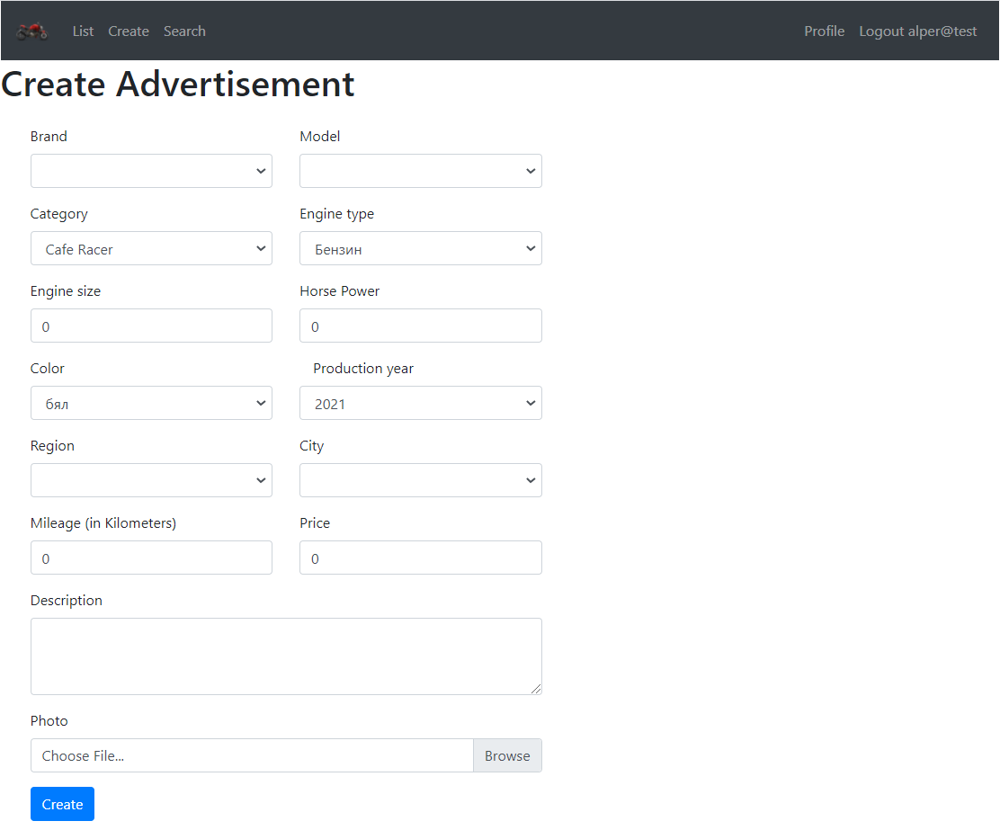 List Create Search Profile Logout alper@test
Create Advertisement
Brand Model
Category Engine type
Cafe Racer Бензин
Engine size Horse Power
0 0
Color Production year
бял 2021
Region City
Mileage (in Kilometers) Price
0 0
Description
Photo
Choose File... Browse
Create